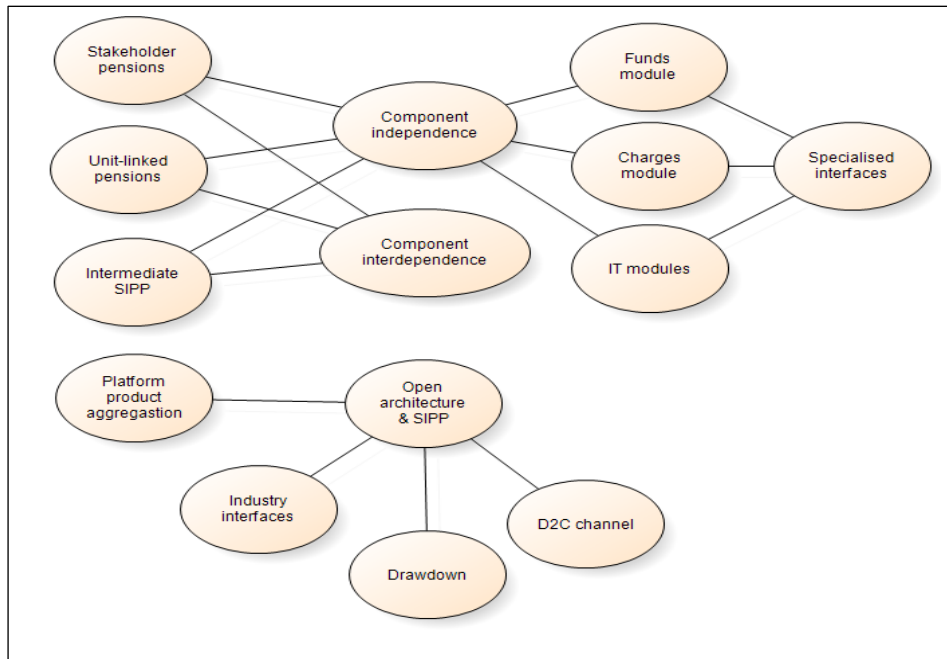 Stakeholder
pensions
Funds
module
Component
independence
Unit-linked
pensions
Charges
module
Specialised
interfaces
Component
interdependence
Intermediate
SIPP
IT modules
Platform
product
aggregastion
Open
architecture
& SIPP
Industry
interfaces
D2C channel
Drawdown